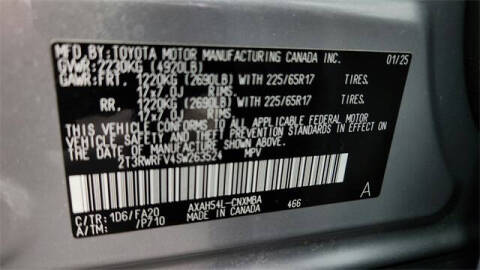 MFD.BY:TOYOTA MOTOR MANUFACTURING CANADA INC. 01/25
GVWR:2230KG(4920LB)
GAWR:FRT. 1220KG(2690LB)WITH 225/65R17 TIRES.
17x7.0J RIMS.
RR. 1220KG(2690LB)WITH 225/65R17 TIRES.
17x7.0J RIMS.
THIS VEHICLE CONFORMS TO ALL APPLICABLE FEDERAL MOTOR
VEHICLE SAFETY AND THEFT PREVENTION STANDARDS IN EFFECT ON
THE DATE OF MANUFACTURE SHOWN ABOVE.
2T3RWRFV4SW263524 MPV
C/TR:1D6/FA20 AXAH54L-CNXMBA 466 A
A/TM: /P710 MADE IN CANADA